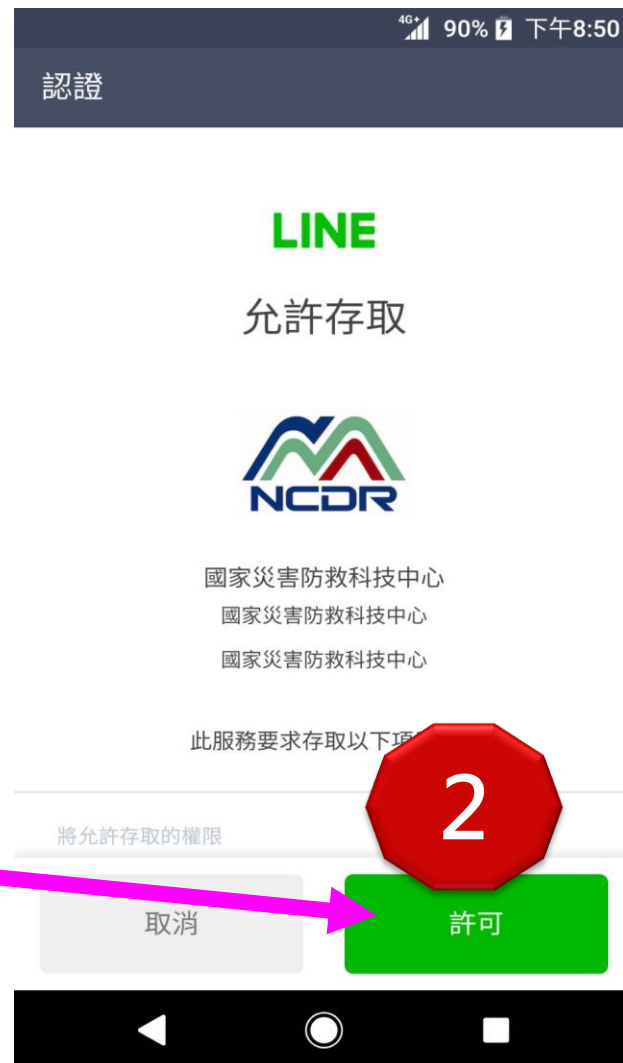 4G+ 90% 下午8:50
認證
LINE
允許存取
NCDR
國家災害防救科技中心
國家災害防救科技中心
國家災害防救科技中心
此服務要求存取以下項
2
將允許存取的權限
取消 許可